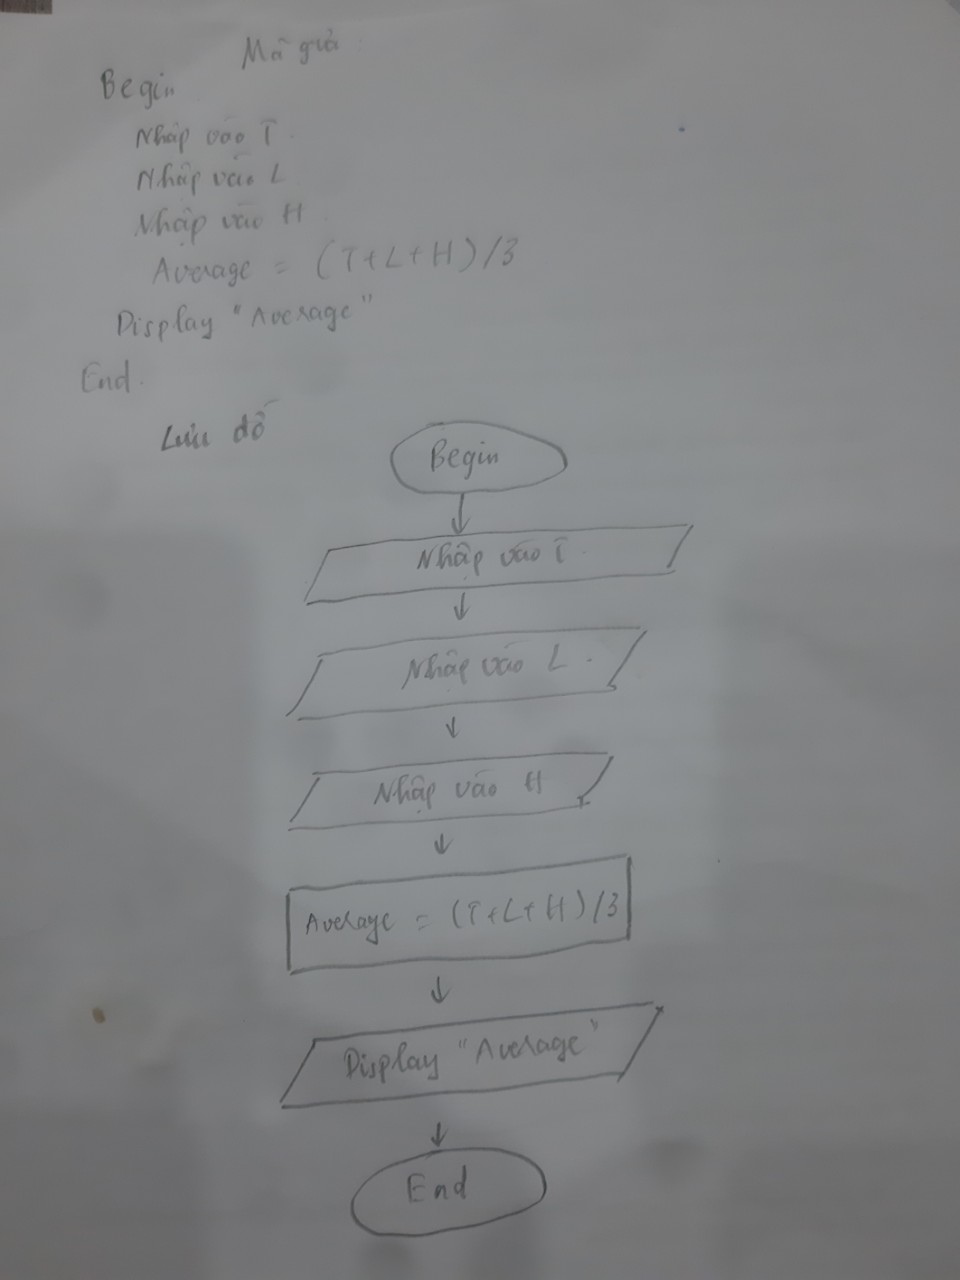 Mã giả
Begin
Nhập vào T
Nhập vào L
Nhập vào H
Average = (T+L+H)/3
Display "Average"
End
Lưu đồ
Begin
Nhập vào T
Nhập vào L
Nhập vào H
Average = (T+L+H)/3
Display "Average"
End